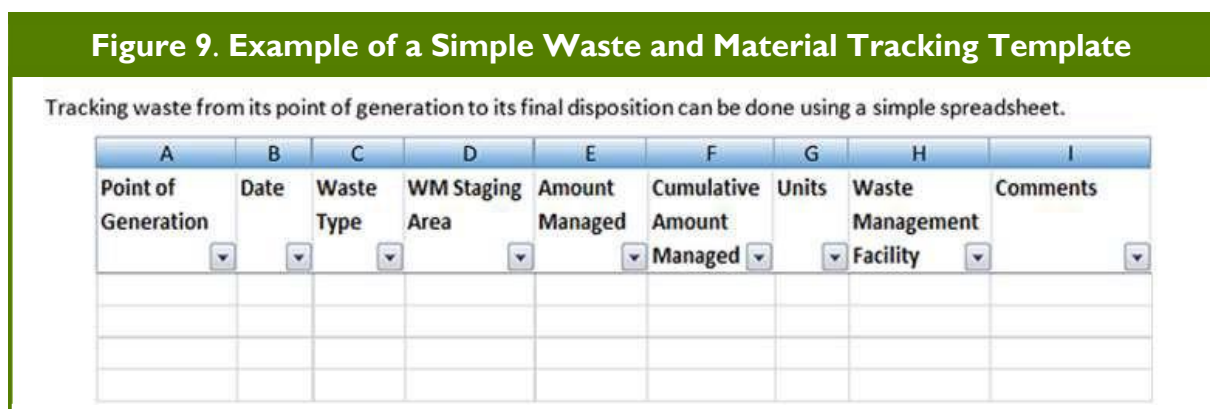 Figure 9. Example of a Simple Waste and Material Tracking Template
Tracking waste from its point of generation to its final disposition can be done using a simple spreadsheet.
A B C D E F G H I
Point of Generation Date Waste Type WM Staging Area Amount Managed Cumulative Amount Managed Units Waste Management Facility Comments